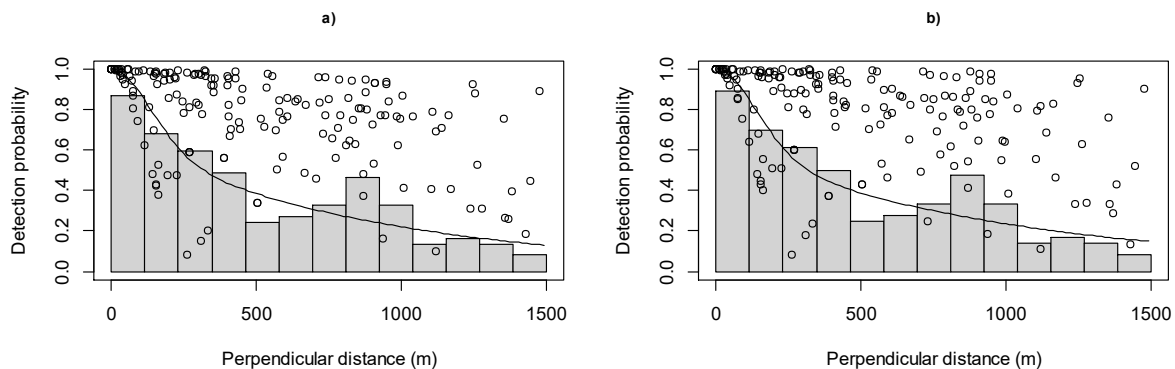 a)
Detection probability
0.0 0.2 0.4 0.6 0.8 1.0
0 500 1000 1500
Perpendicular distance (m)
b)
Detection probability
0.0 0.2 0.4 0.6 0.8 1.0
0 500 1000 1500
Perpendicular distance (m)